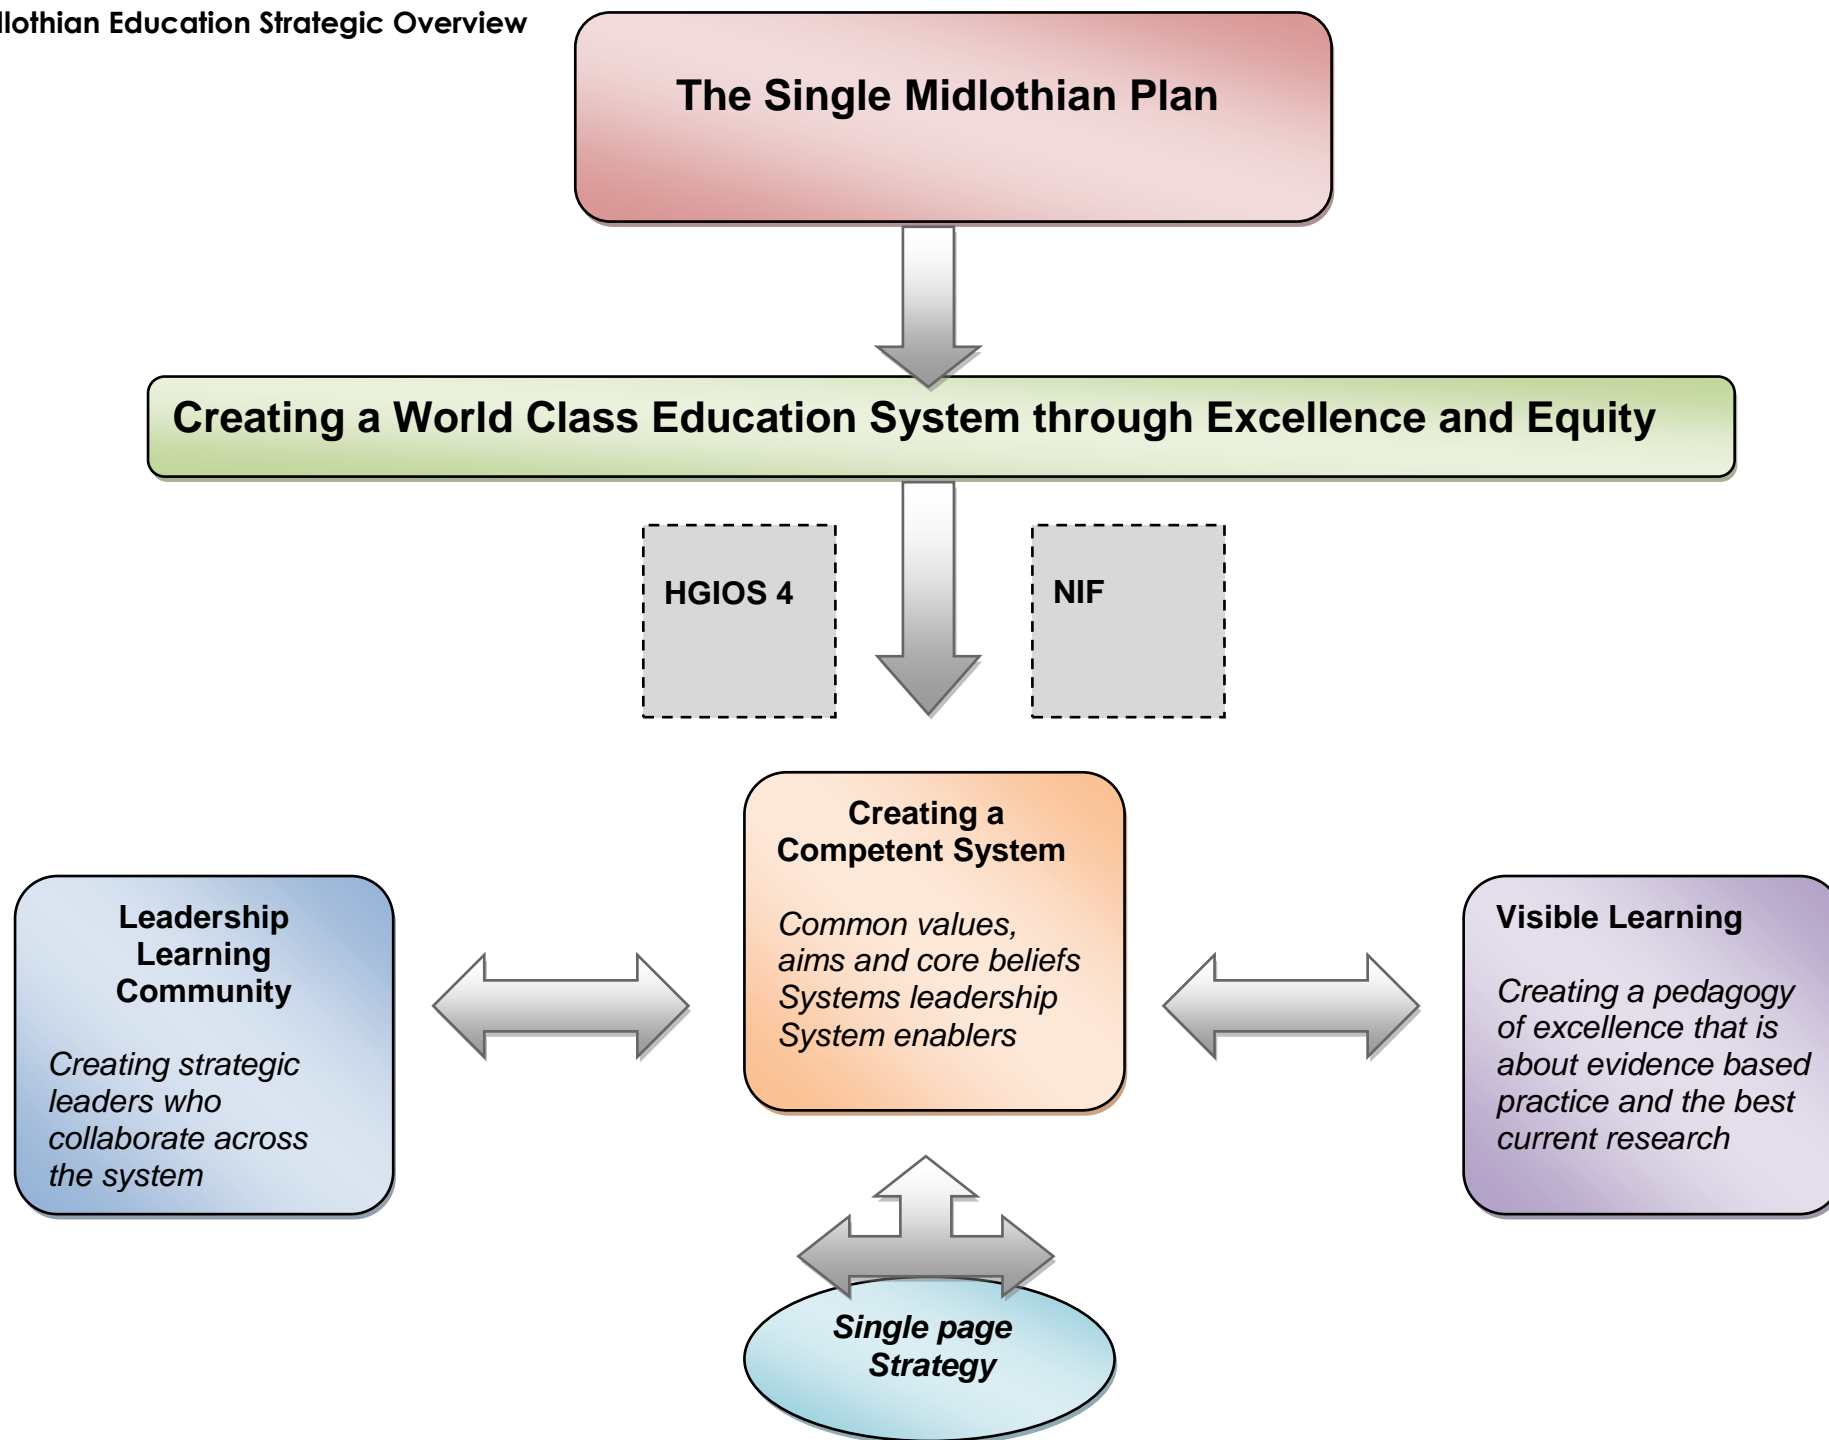 llothian Education Strategic Overview
The Single Midlothian Plan
Creating a World Class Education System through Excellence and Equity
HGIOS 4
NIF
Creating a
Competent System
Common values,
aims and core beliefs
Systems leadership
System enablers
Leadership
Learning
Community
Creating strategic
leaders who
collaborate across
the system
Visible Learning
Creating a pedagogy
of excellence that is
about evidence based
practice and the best
current research
Single page
Strategy